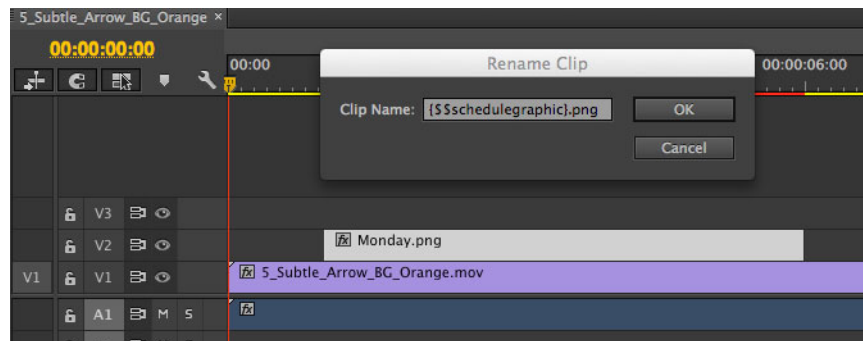 5_Subtle_Arrow_BG_Orange ×
00:00:00:00
00:00
00:00:06:00
Rename Clip
Clip Name: {$$schedulegraphic}.png
OK
Cancel
V3
V2
Monday.png
V1 V1
5_Subtle_Arrow_BG_Orange.mov
A1 M S